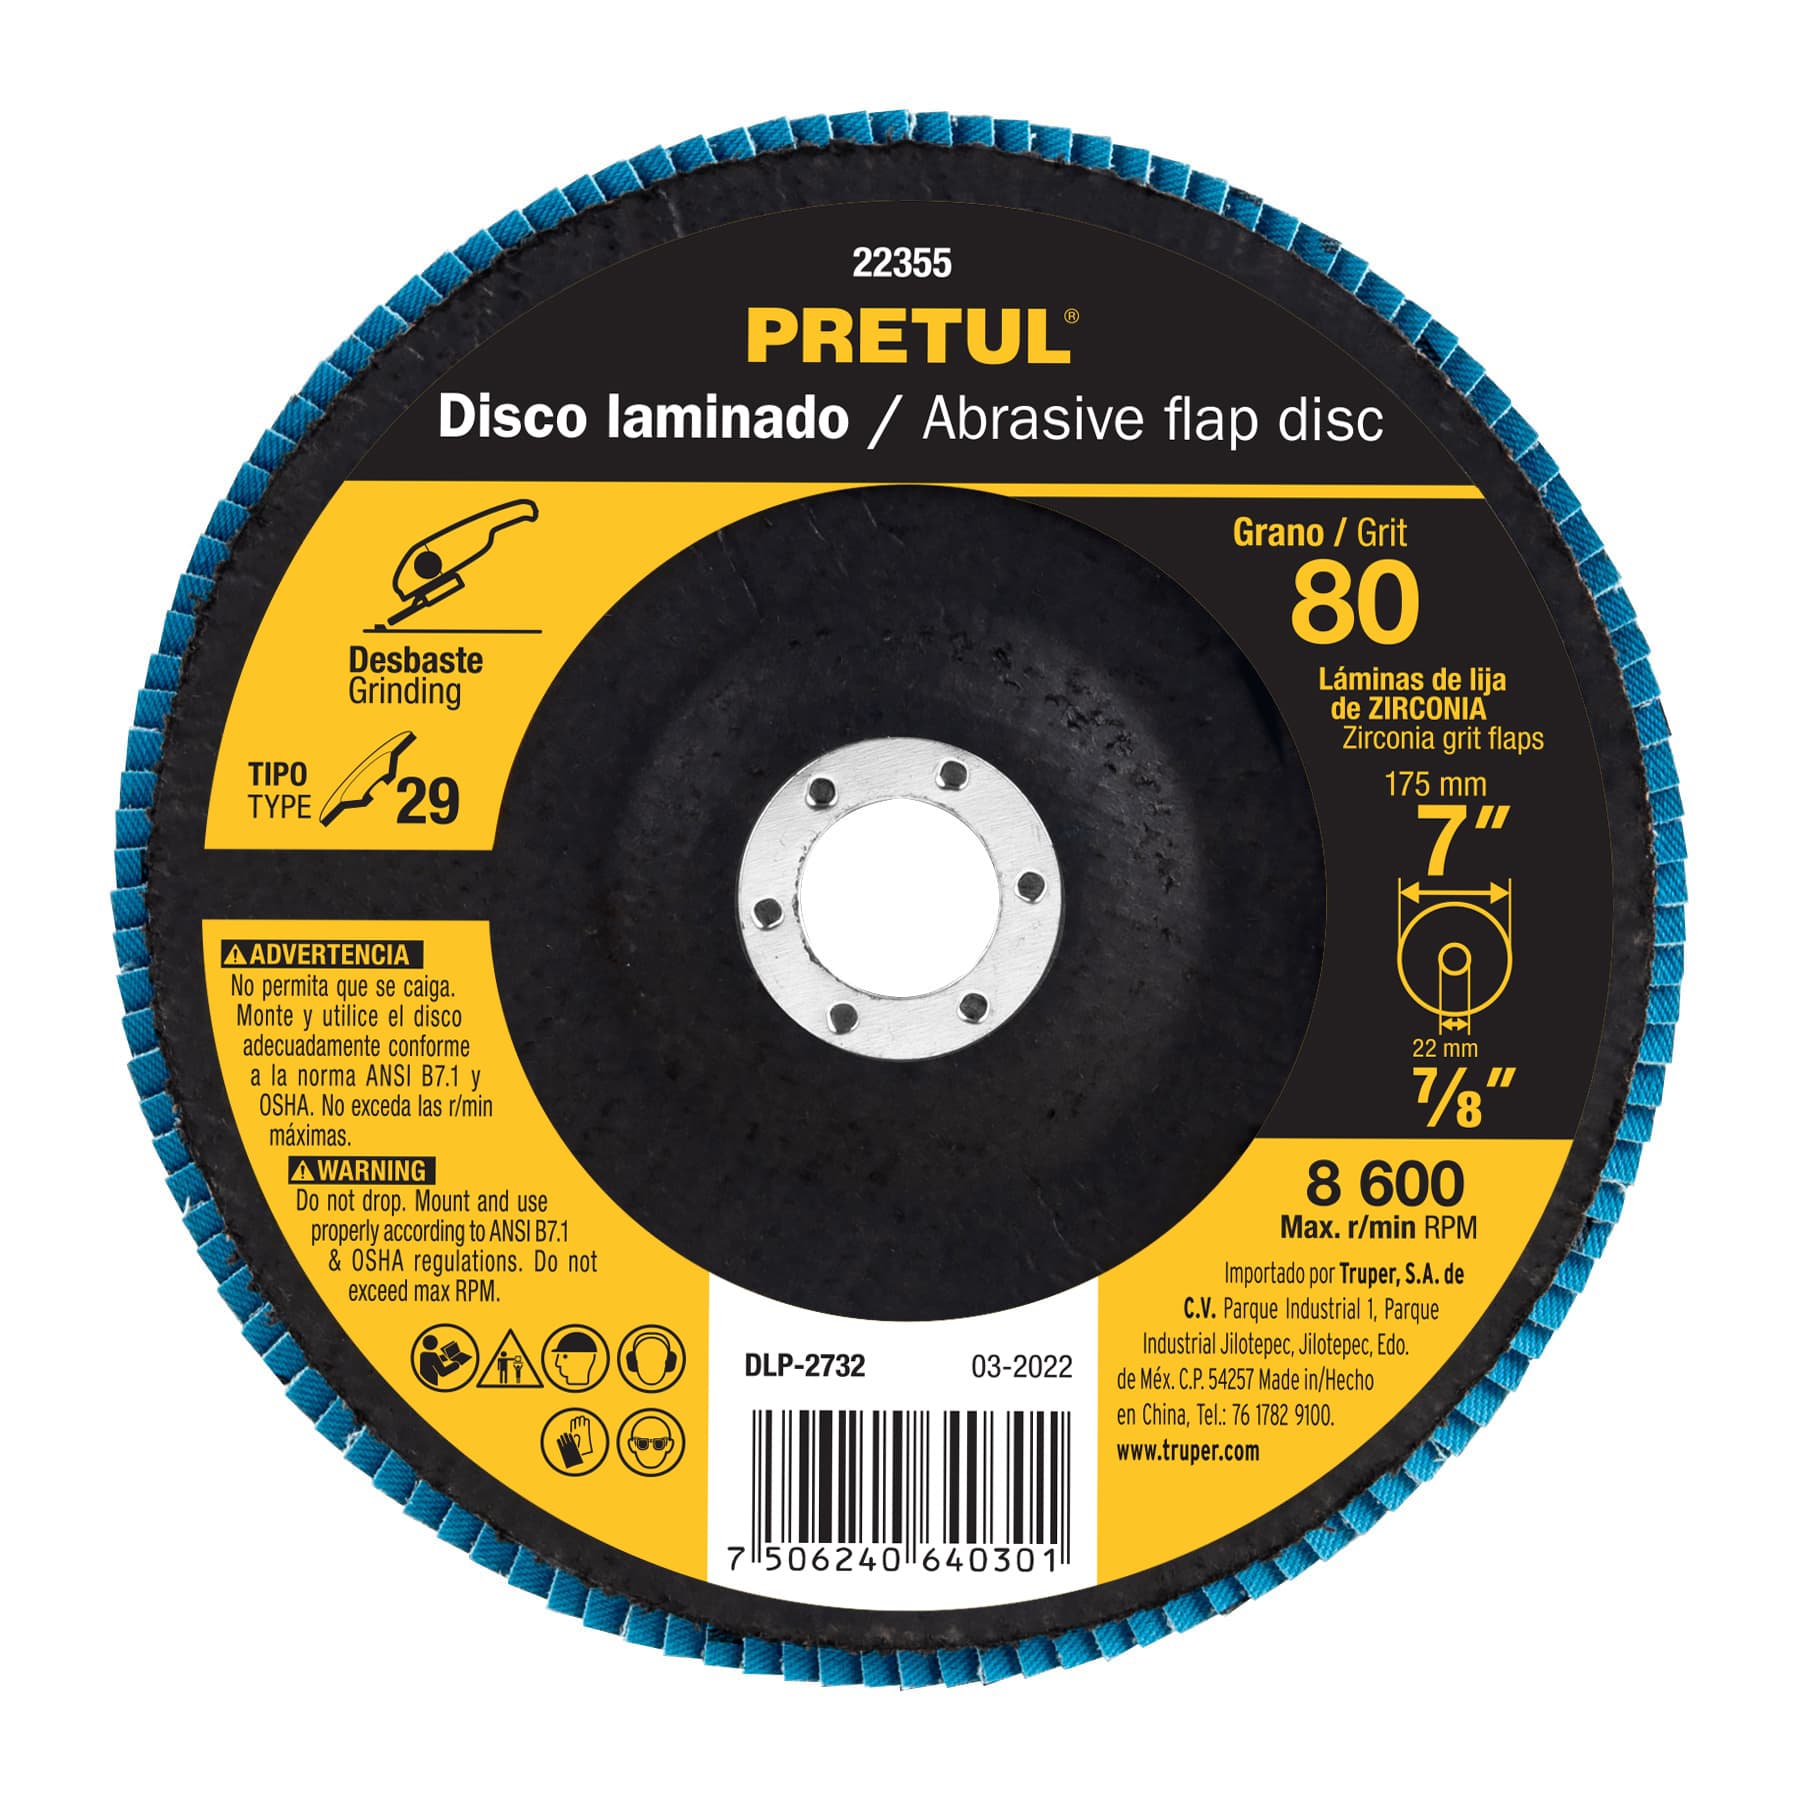 22355
PRETUL®
Disco laminado / Abrasive flap disc
Desbaste
Grinding
TIPO
TYPE
29
Grano / Grit
80
Láminas de lija
de ZIRCONIA
Zirconia grit flaps
175 mm
7"
22 mm
7/8"
ADVERTENCIA
No permita que se caiga.
Monte y utilice el disco
adecuadamente conforme
a la norma ANSI B7.1 y
OSHA. No exceda las r/min
máximas.
WARNING
Do not drop. Mount and use
properly according to ANSI B7.1
& OSHA regulations. Do not
exceed max RPM.
8 600
Max. r/min RPM
Importado por Truper, S.A. de
C.V. Parque Industrial 1, Parque
Industrial Jilotepec, Jilotepec, Edo.
de Méx. C.P. 54257 Made in/Hecho
en China, Tel.: 76 1782 9100.
www.truper.com
DLP-2732 03-2022
7 506240 640301